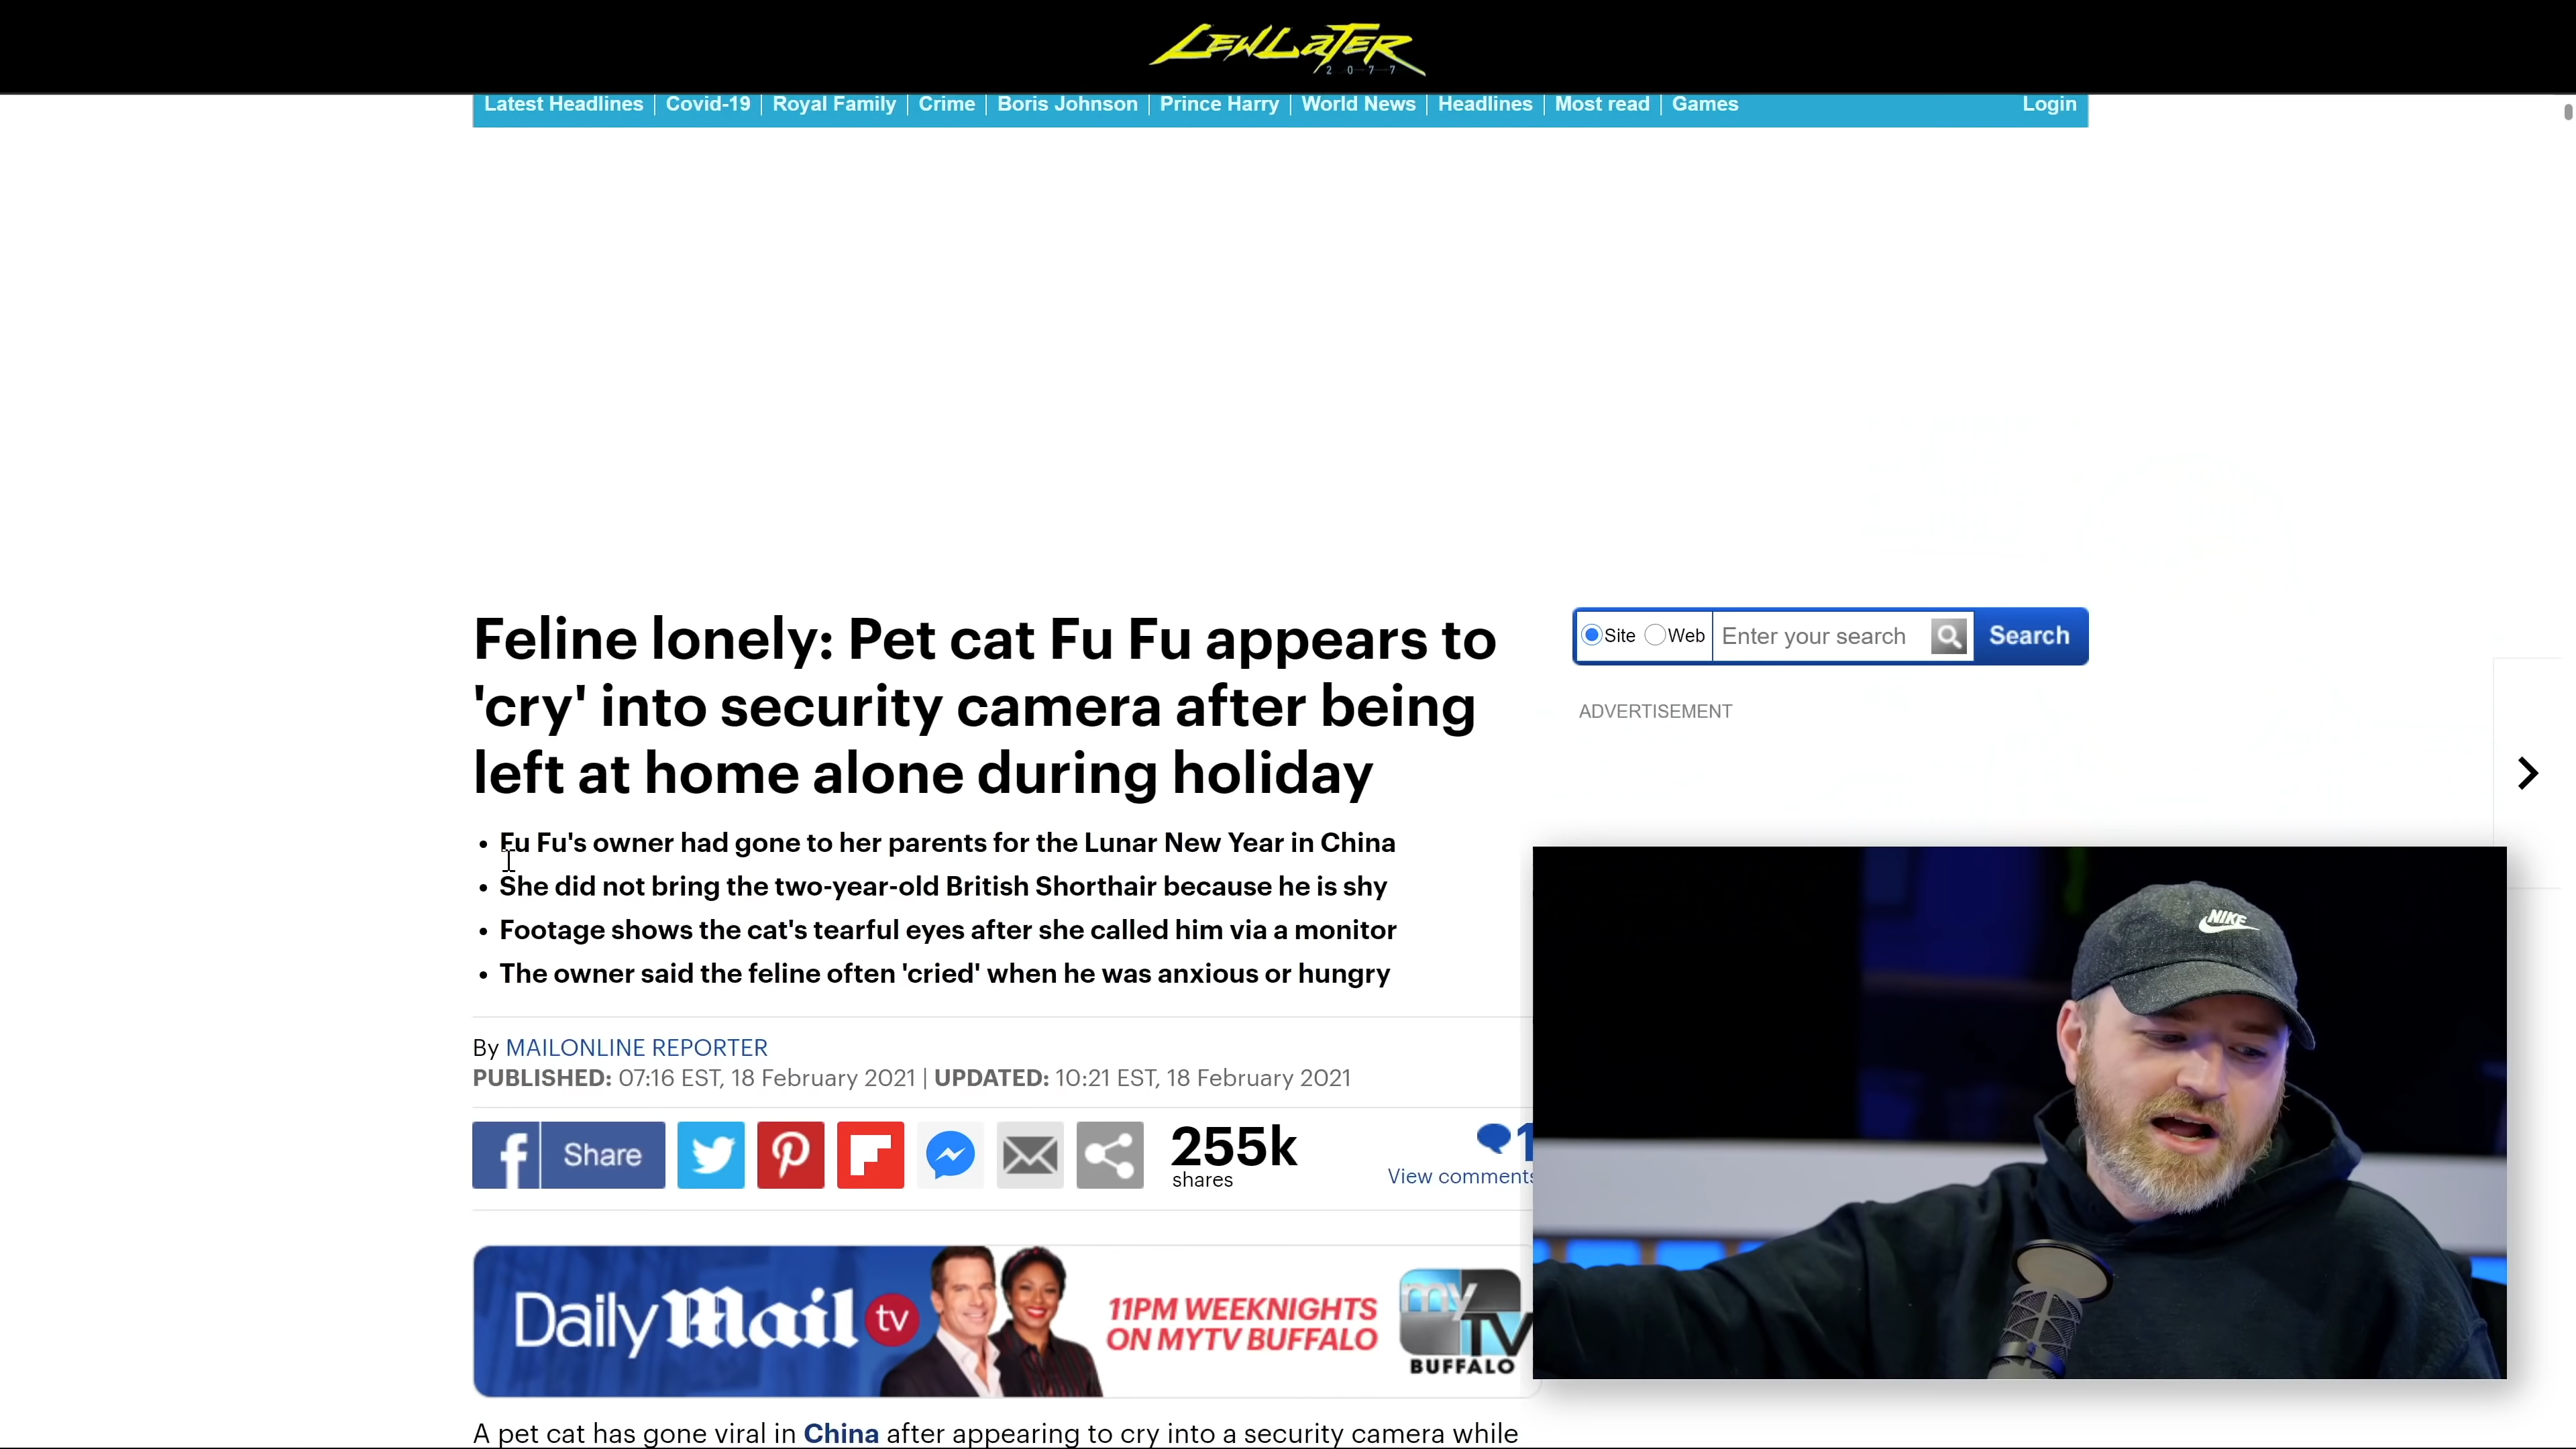 LEWLATER
2077
Latest Headlines | Covid-19 | Royal Family | Crime | Boris Johnson | Prince Harry | World News | Headlines | Most read | Games Login
Feline lonely: Pet cat Fu Fu appears to
'cry' into security camera after being
left at home alone during holiday
Site Web Enter your search Search
ADVERTISEMENT
• Fu Fu's owner had gone to her parents for the Lunar New Year in China
• She did not bring the two-year-old British Shorthair because he is shy
• Footage shows the cat's tearful eyes after she called him via a monitor
• The owner said the feline often 'cried' when he was anxious or hungry
By MAILONLINE REPORTER
PUBLISHED: 07:16 EST, 18 February 2021 | UPDATED: 10:21 EST, 18 February 2021
f Share
255k
shares
1
View comments
Daily Mail tv
11PM WEEKNIGHTS
ON MYTV BUFFALO
my
TV
BUFFALO
NIKE
A pet cat has gone viral in China after appearing to cry into a security camera while